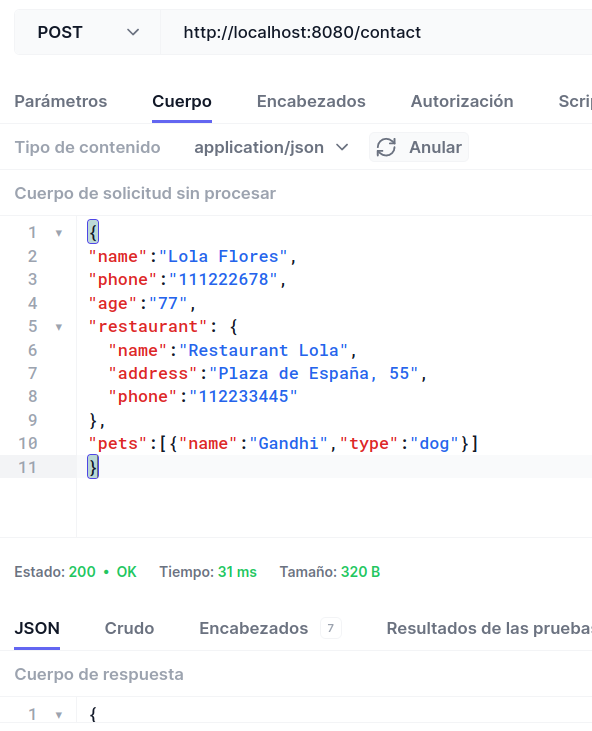 POST http://localhost:8080/contact
Parámetros Cuerpo Encabezados Autorización Scri
Tipo de contenido application/json Anular
Cuerpo de solicitud sin procesar
1 {
2 "name":"Lola Flores",
3 "phone":"111222678",
4 "age":"77",
5 "restaurant": {
6 "name":"Restaurant Lola",
7 "address":"Plaza de España, 55",
8 "phone":"112233445"
9 },
10 "pets":[{"name":"Gandhi","type":"dog"}]
11 }
Estado: 200 • OK Tiempo: 31 ms Tamaño: 320 B
JSON Crudo Encabezados 7 Resultados de las pruebas
Cuerpo de respuesta
1 {